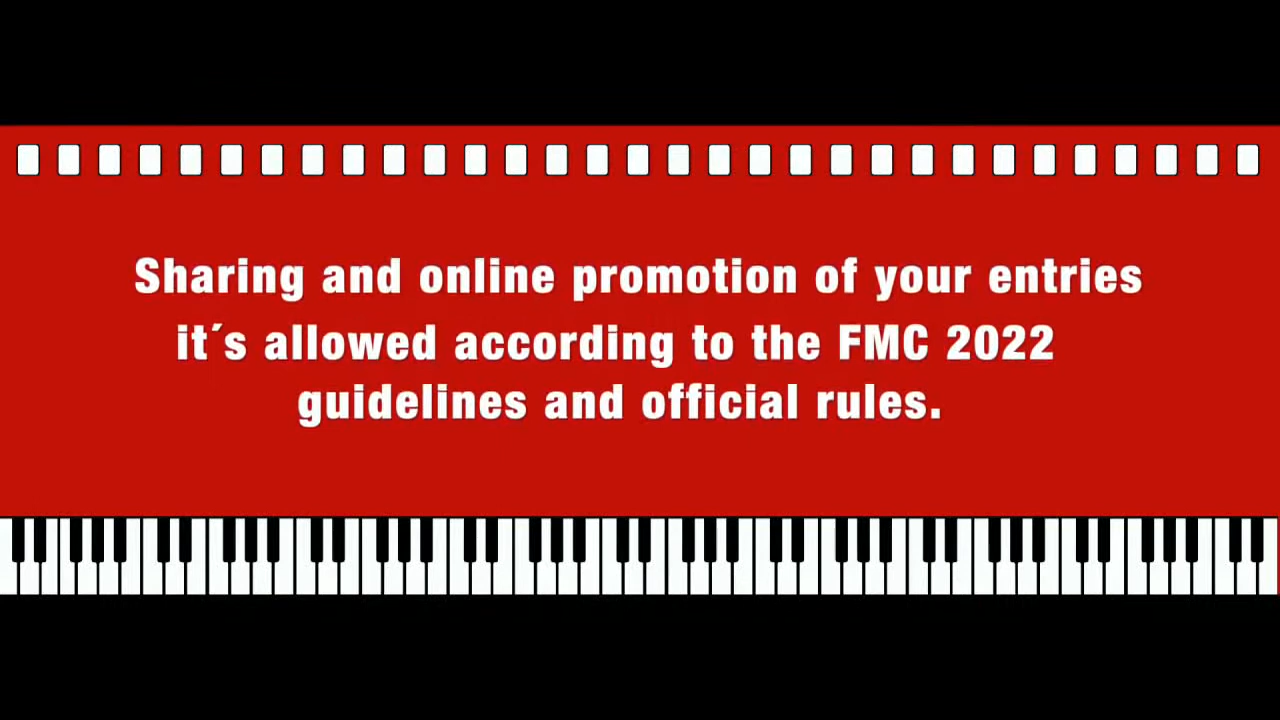 Sharing and online promotion of your entries
it´s allowed according to the FMC 2022
guidelines and official rules.